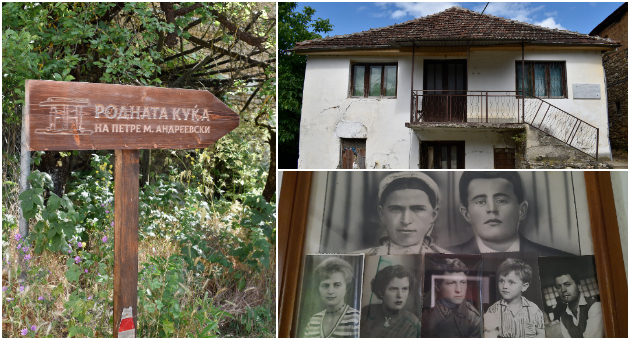 РОДНАТА КУЌА
НА ПЕТРЕ М. АНДРЕЕВСКИ